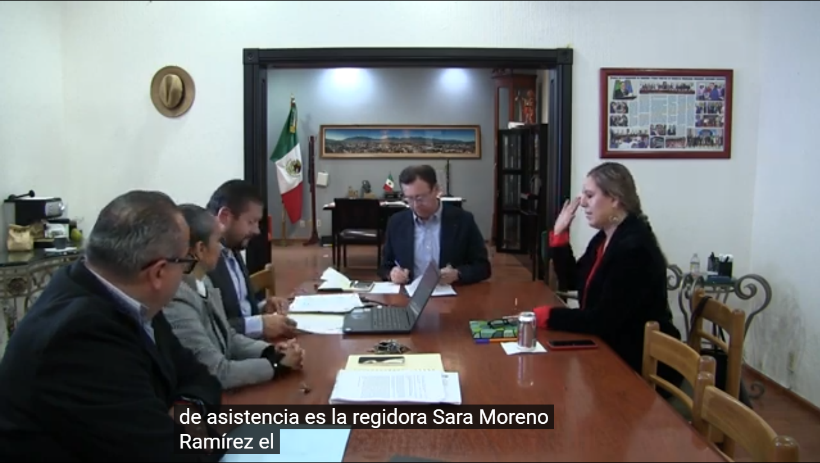 de asistencia es la regidora Sara Moreno
Ramírez el